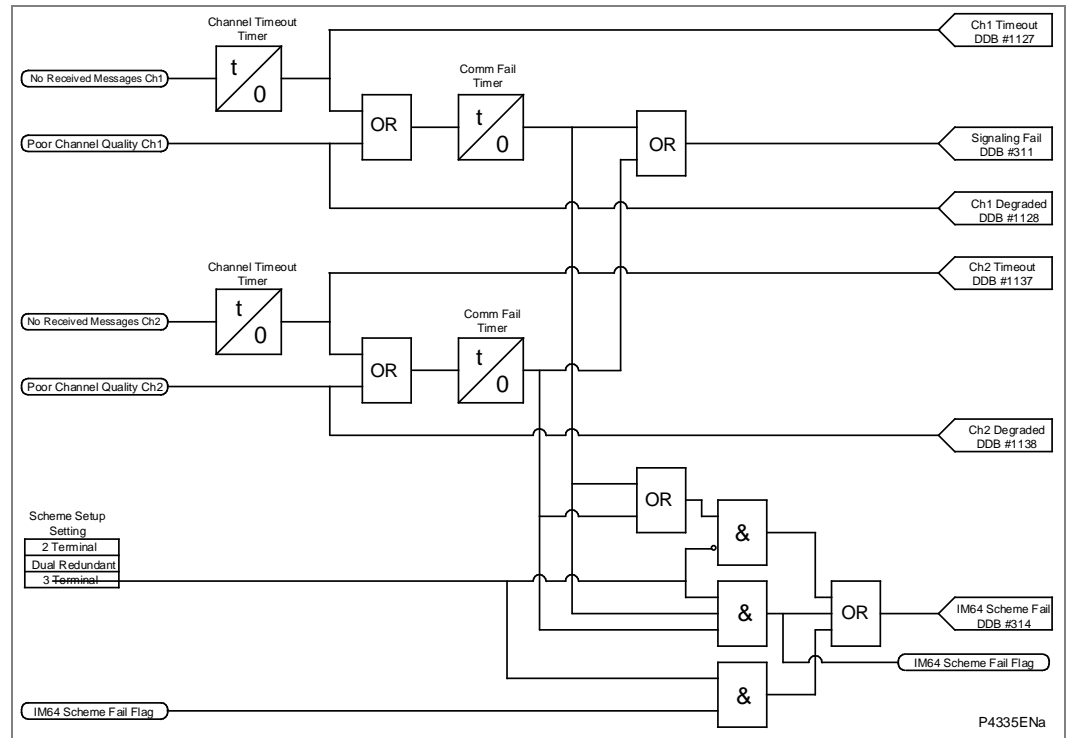 Channel Timeout
Timer
Ch1 Timeout
DDB #1127
No Received Messages Ch1
t
0
Comm Fail
Timer
Poor Channel Quality Ch1
OR
t
0
OR
Signaling Fail
DDB #311
Ch1 Degraded
DDB #1128
Channel Timeout
Timer
Ch2 Timeout
DDB #1137
No Received Messages Ch2
t
0
Comm Fail
Timer
Poor Channel Quality Ch2
OR
t
0
Ch2 Degraded
DDB #1138
Scheme Setup
Setting
2 Terminal
Dual Redundant
3 Terminal
OR
&
&
OR
IM64 Scheme Fail
DDB #314
IM64 Scheme Fail Flag
&
IM64 Scheme Fail Flag
P4335ENa